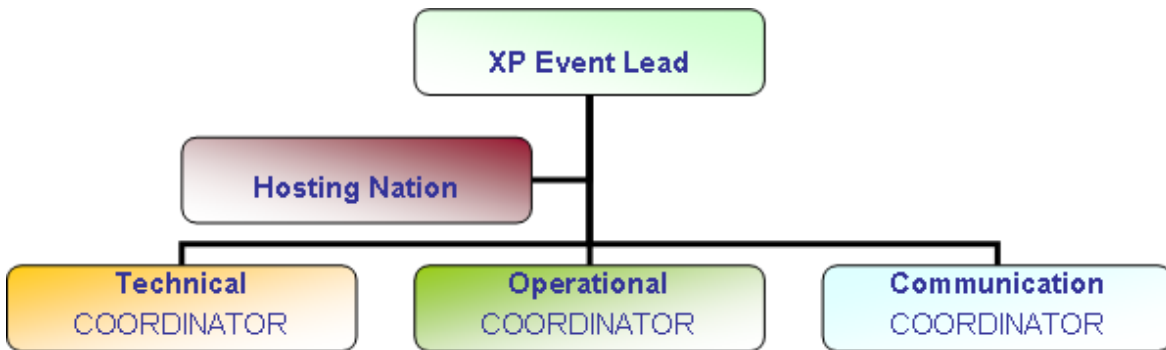 XP Event Lead
Hosting Nation
Technical
COORDINATOR
Operational
COORDINATOR
Communication
COORDINATOR